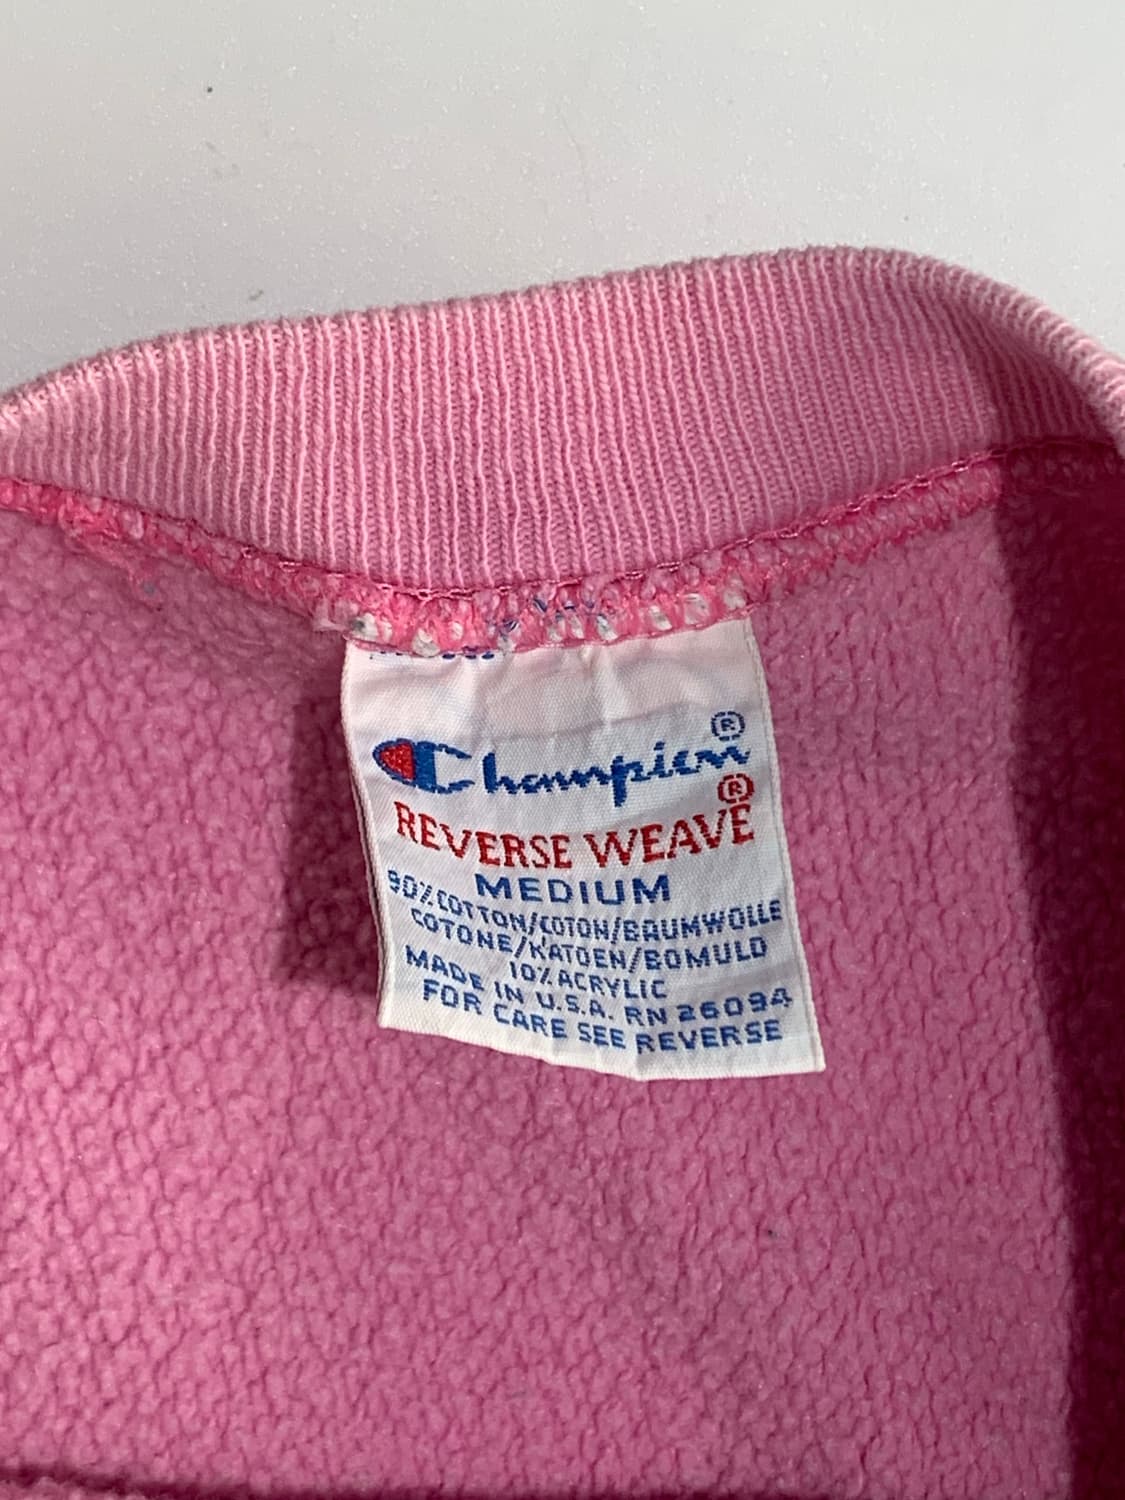 Champion®
REVERSE WEAVE®
MEDIUM
90% COTTON/COTON/BAUMWOLLE
COTONE/KATOEN/BOMULD
10% ACRYLIC
MADE IN U.S.A. RN 26094
FOR CARE SEE REVERSE